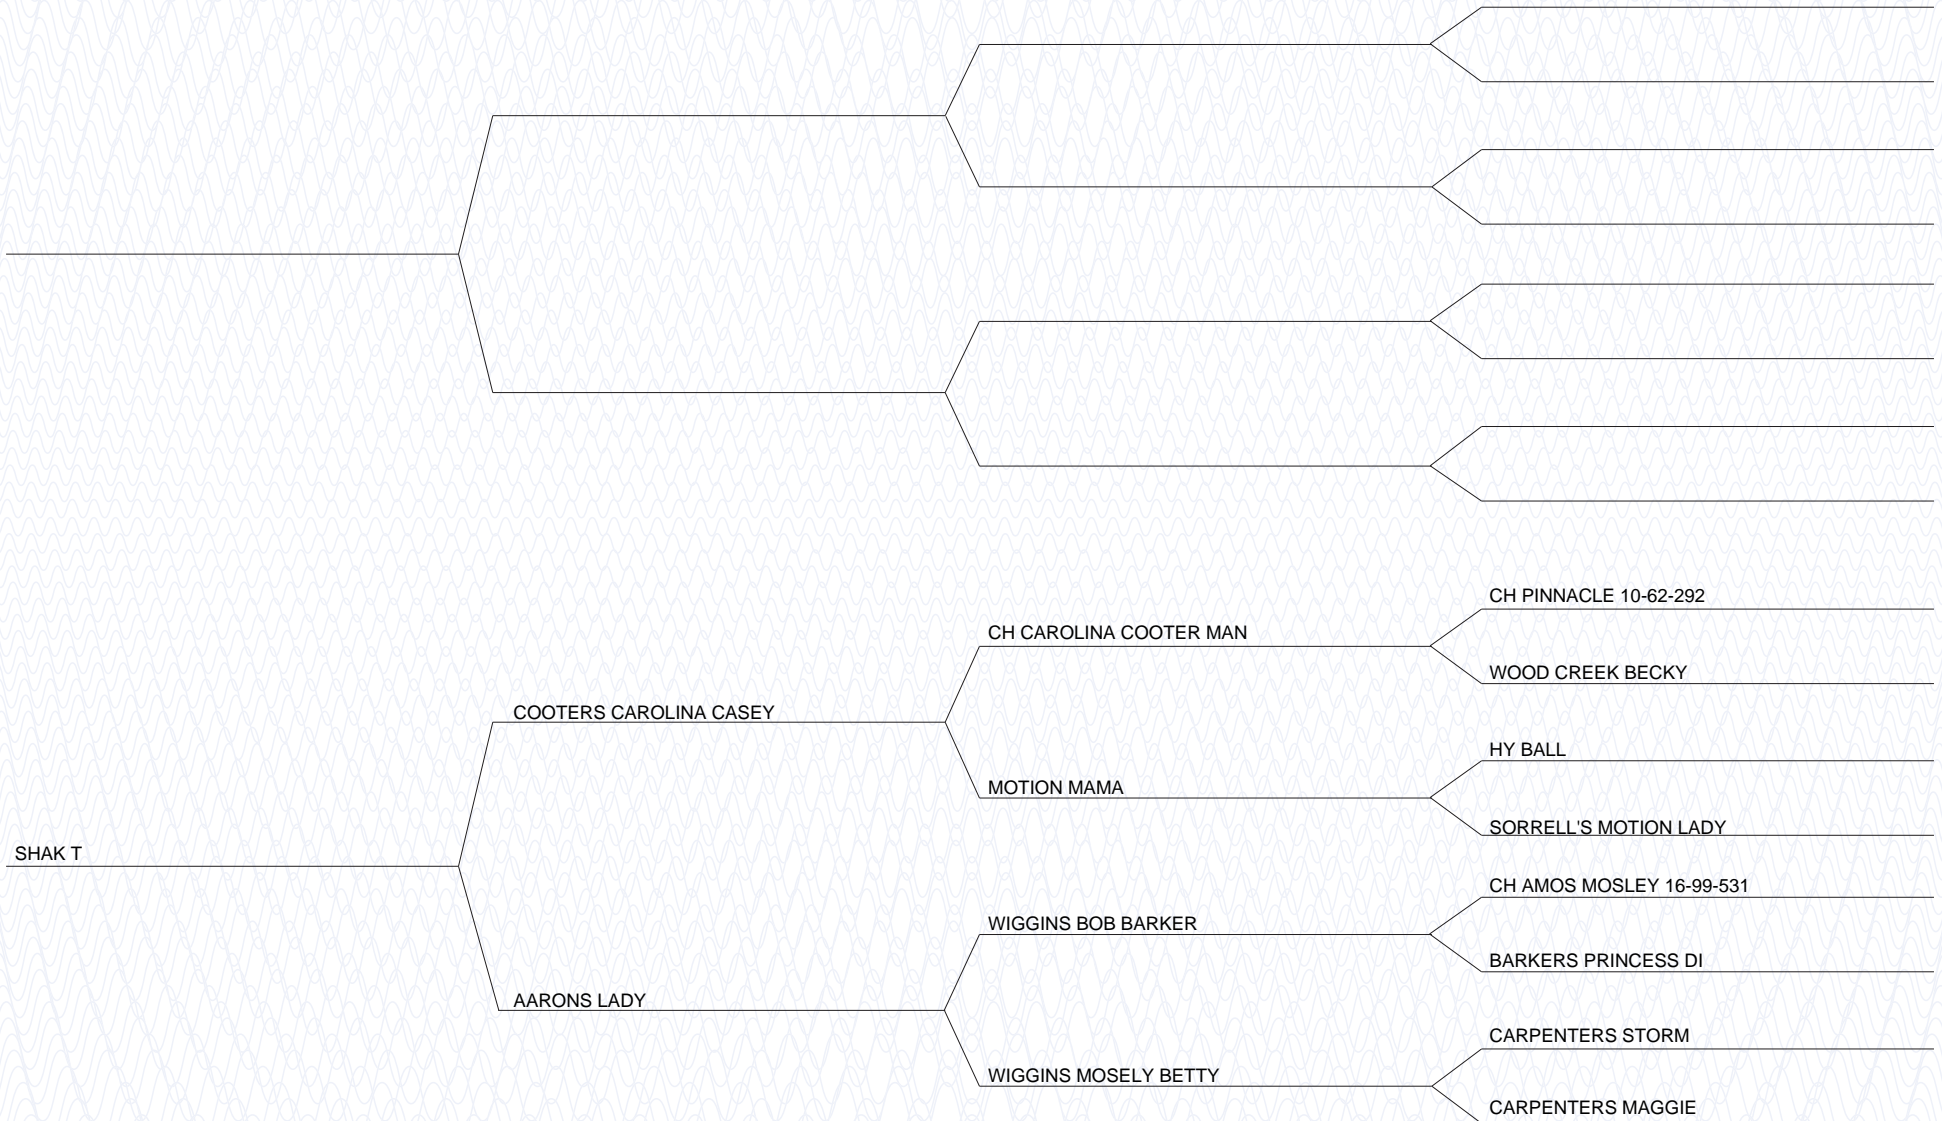 CH PINNACLE 10-62-292
CH CAROLINA COOTER MAN
WOOD CREEK BECKY
COOTERS CAROLINA CASEY
HY BALL
MOTION MAMA
SORRELL'S MOTION LADY
SHAK T
CH AMOS MOSLEY 16-99-531
WIGGINS BOB BARKER
BARKERS PRINCESS DI
AARONS LADY
CARPENTERS STORM
WIGGINS MOSELY BETTY
CARPENTERS MAGGIE